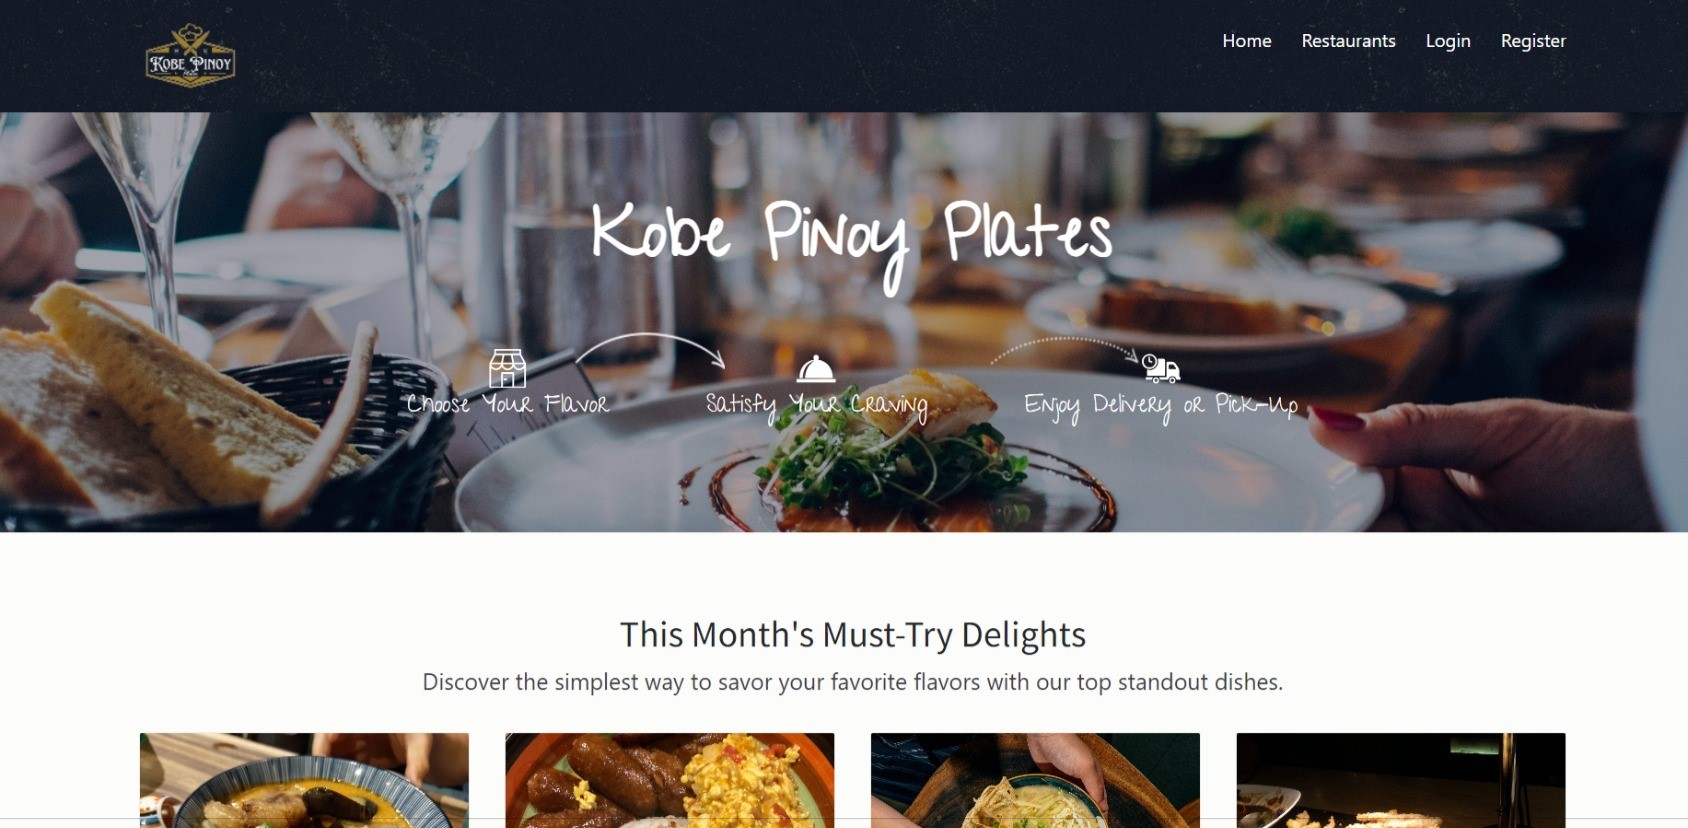 KOBE PINOY
Home Restaurants Login Register
Kobe Pinoy Plates
Choose Your Flavor
Satisfy Your Craving
Enjoy Delivery or Pick-Up
This Month's Must-Try Delights
Discover the simplest way to savor your favorite flavors with our top standout dishes.